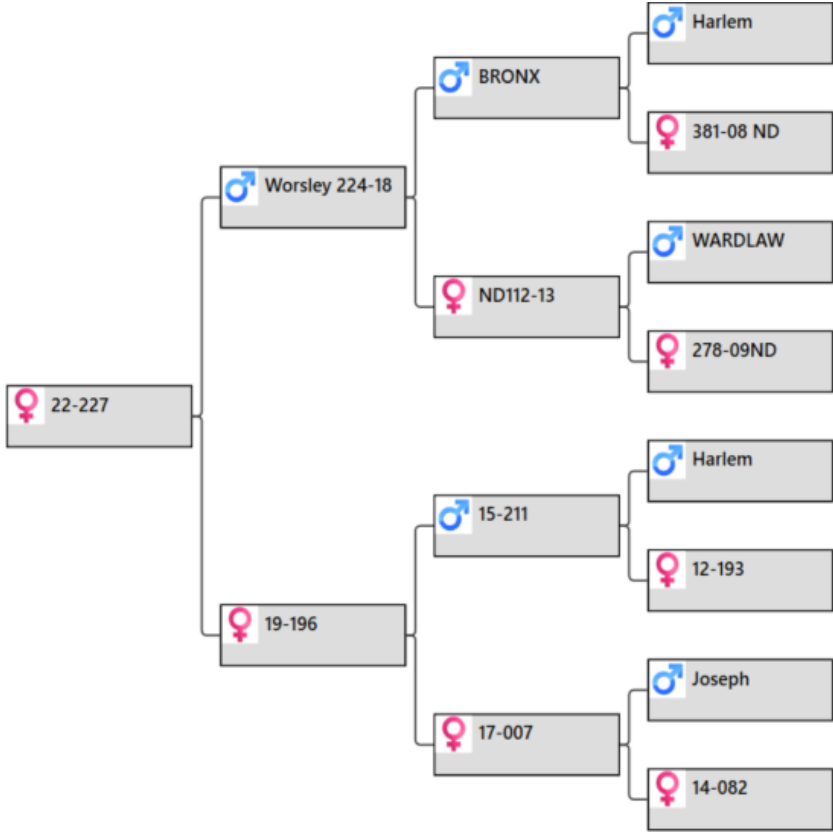 Harlem
BRONX
381-08 ND
Worsley 224-18
WARDLAW
ND112-13
278-09ND
22-227
Harlem
15-211
12-193
19-196
Joseph
17-007
14-082